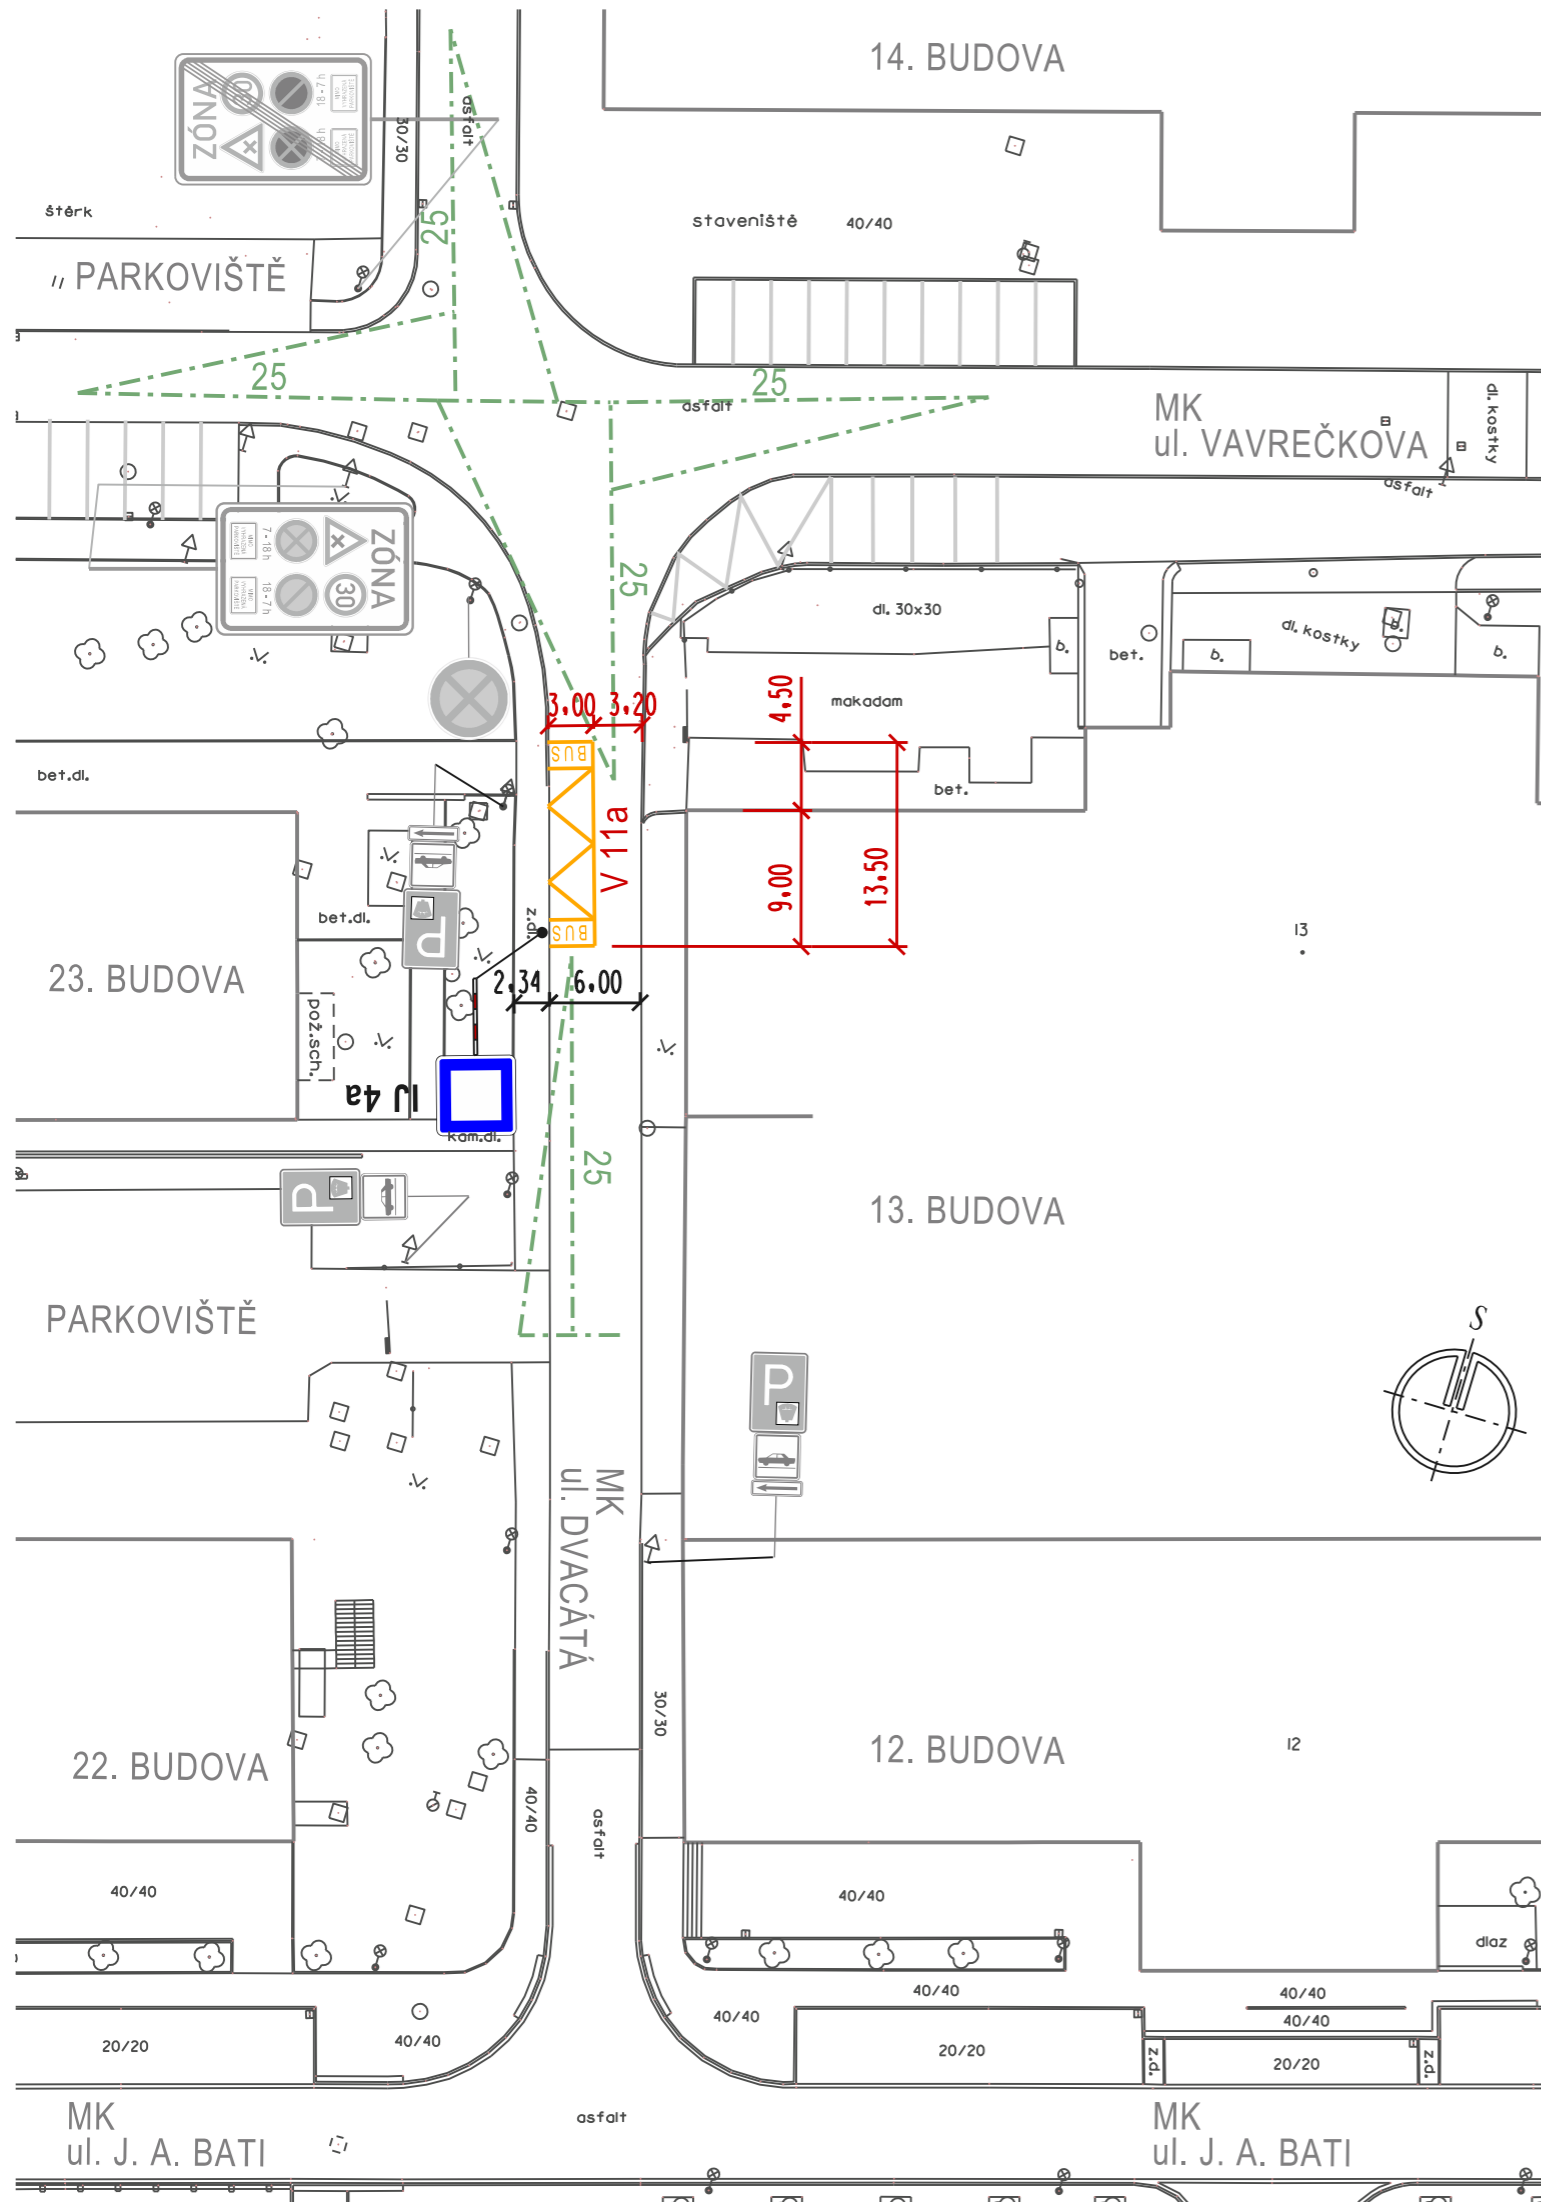 14. BUDOVA
ZÓNA
18-7h
30/30
asfalt
štěrk
25
staveniště
40/40
PARKOVIŠTĚ
25
25
asfalt
MK
ul. VAVREČKOVA
dl. kostky
asfalt
ZÓNA
30
7-18h
18-7h
25
dl. 30x30
b.
bet.
b.
dl. kostky
b.
b.
makadam
3.00
3.20
4.50
BUS
bet.dl.
bet.
V 11a
9.00
13.50
P
bet.dl.
z.dl.
BUS
13
23. BUDOVA
2.34
6.00
pož.sch.
IJ 4a
kam.dl.
25
P
13. BUDOVA
PARKOVIŠTĚ
S
P
MK
ul. DVACÁTÁ
30/30
22. BUDOVA
12. BUDOVA
12
40/40
asfalt
40/40
40/40
dlaz
40/40
40/40
40/40
40/40
40/40
20/20
20/20
z.d.
20/20
z.d.
MK
ul. J. A. BATI
asfalt
MK
ul. J. A. BATI